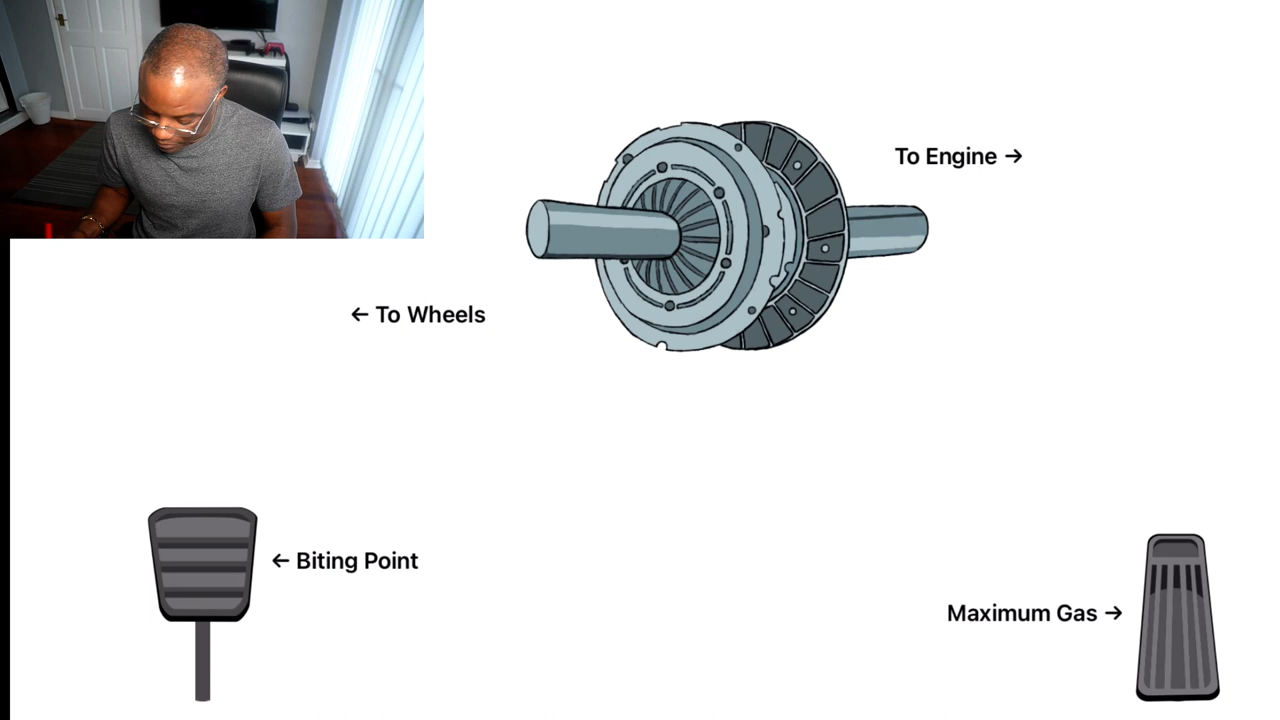 To Engine →
← To Wheels
← Biting Point
Maximum Gas →